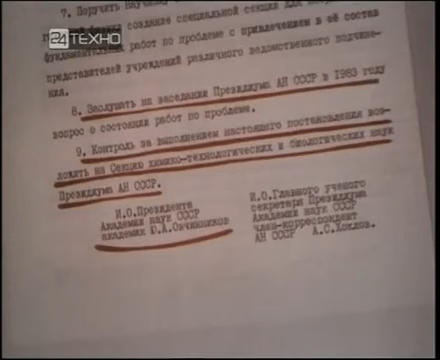 24 ТЕХНО
7. Поручить
создание специальной секции для
фундаментальных работ по проблеме с привлечением в её состав
представителей учреждений различного ведомственного подчине-
ния.
8. Заслушать на заседании Президиума АН СССР в 1983 году
вопрос о состоянии работ по проблеме.
9. Контроль за выполнением настоящего постановления воз-
ложить на Секцию химико-технологических и биологических наук
Президиума АН СССР.
И.О.Президента
Академии наук СССР
академик Ю.А.Овчинников
И.О.Главного ученого
секретаря Президиума
Академии наук СССР
член-корреспондент
АН СССР А.С.Хохлов.